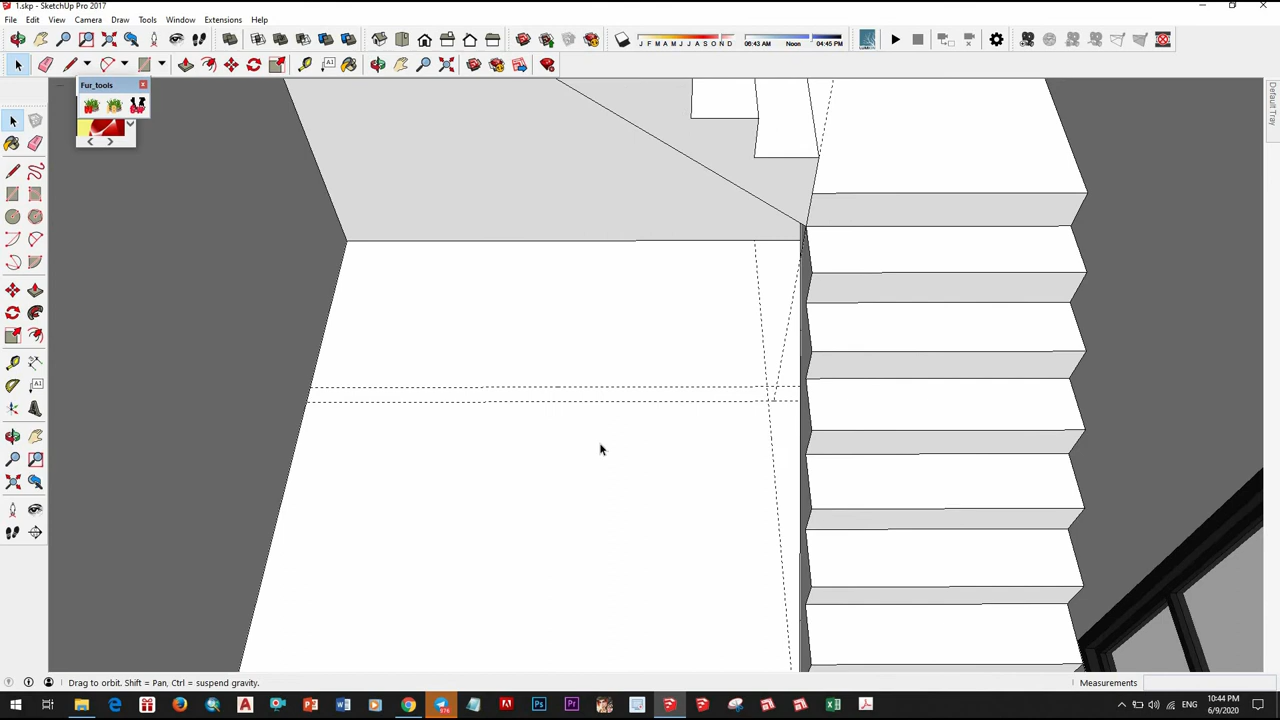 1.skp - SketchUp Pro 2017
File Edit View Camera Draw Tools Window Extensions Help
J F M A M J J A S O N D
06:43 AM Noon 04:45 PM
Fur_tools
Default Tray
Drag to orbit. Shift = Pan, Ctrl = suspend gravity.
Measurements
ENG
10:44 PM
6/9/2020